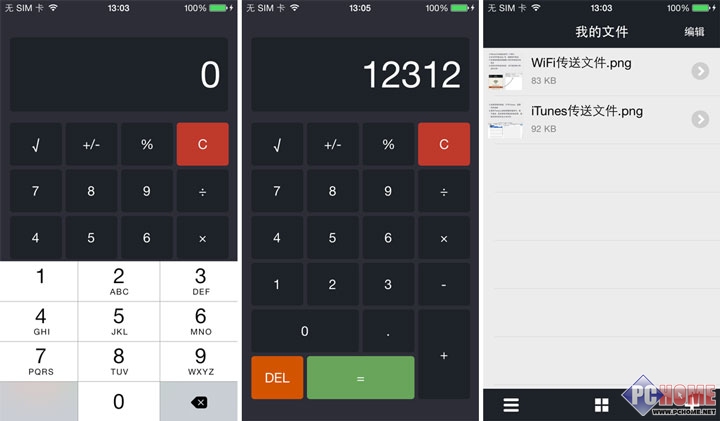 无 SIM 卡 13:03 100%
0
√ +/- % C
7 8 9 ÷
4 5 6 ×
1 2 ABC 3 DEF
4 GHI 5 JKL 6 MNO
7 PQRS 8 TUV 9 WXYZ
0
无 SIM 卡 13:05 100%
12312
√ +/- % C
7 8 9 ÷
4 5 6 ×
1 2 3 -
0 . +
DEL =
无 SIM 卡 13:03 100%
我的文件 编辑
WiFi传送文件.png
83 KB
iTunes传送文件.png
92 KB
PCHOME
WWW.PCHOME.NET